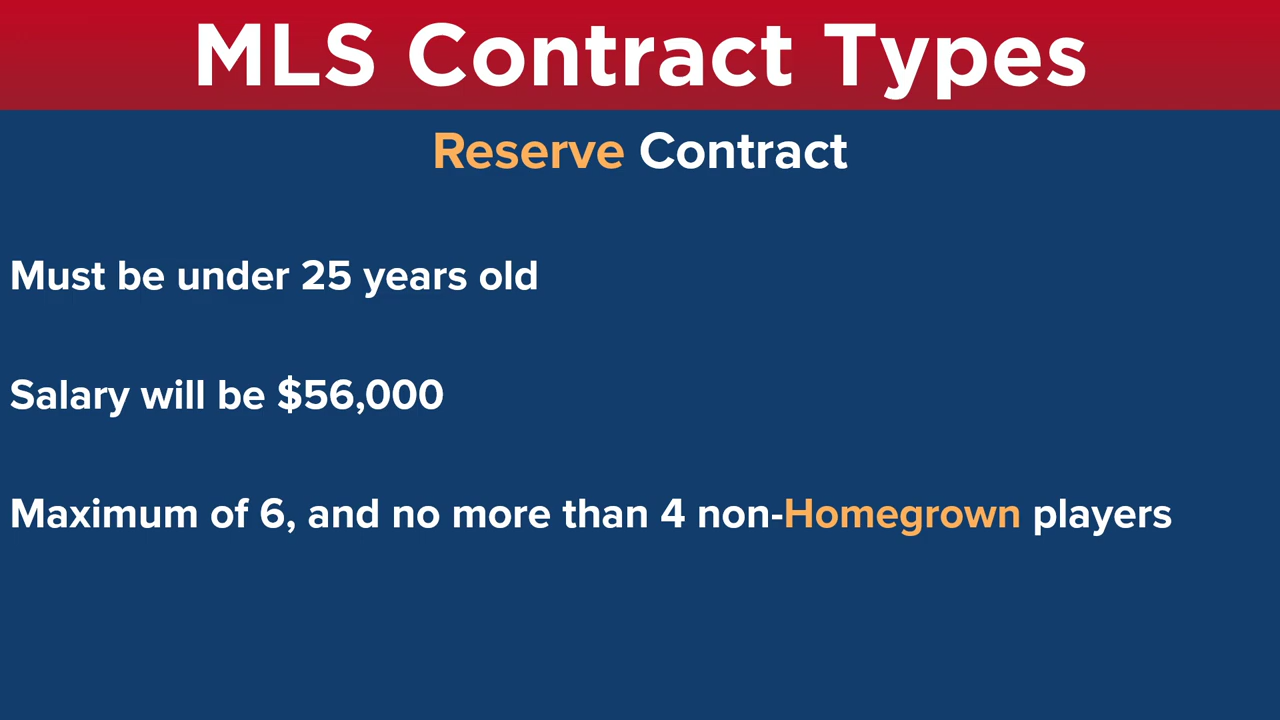 MLS Contract Types
Reserve Contract
Must be under 25 years old
Salary will be $56,000
Maximum of 6, and no more than 4 non-Homegrown players